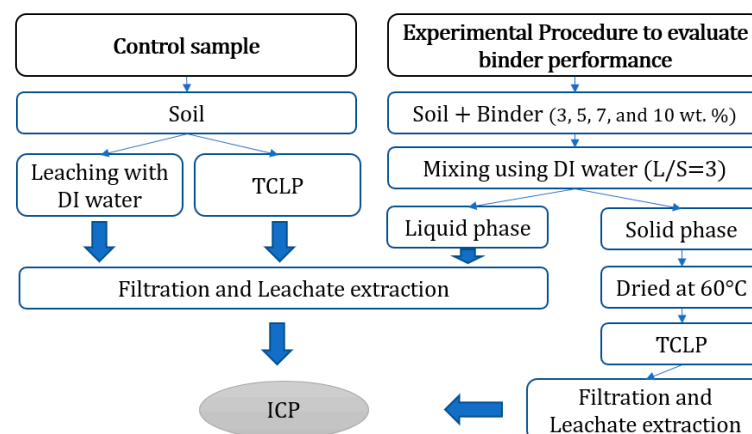 Control sample
Soil
Leaching with
DI water
TCLP
Filtration and Leachate extraction
ICP
Experimental Procedure to evaluate
binder performance
Soil + Binder (3, 5, 7, and 10 wt. %)
Mixing using DI water (L/S=3)
Liquid phase
Solid phase
Dried at 60°C
TCLP
Filtration and
Leachate extraction